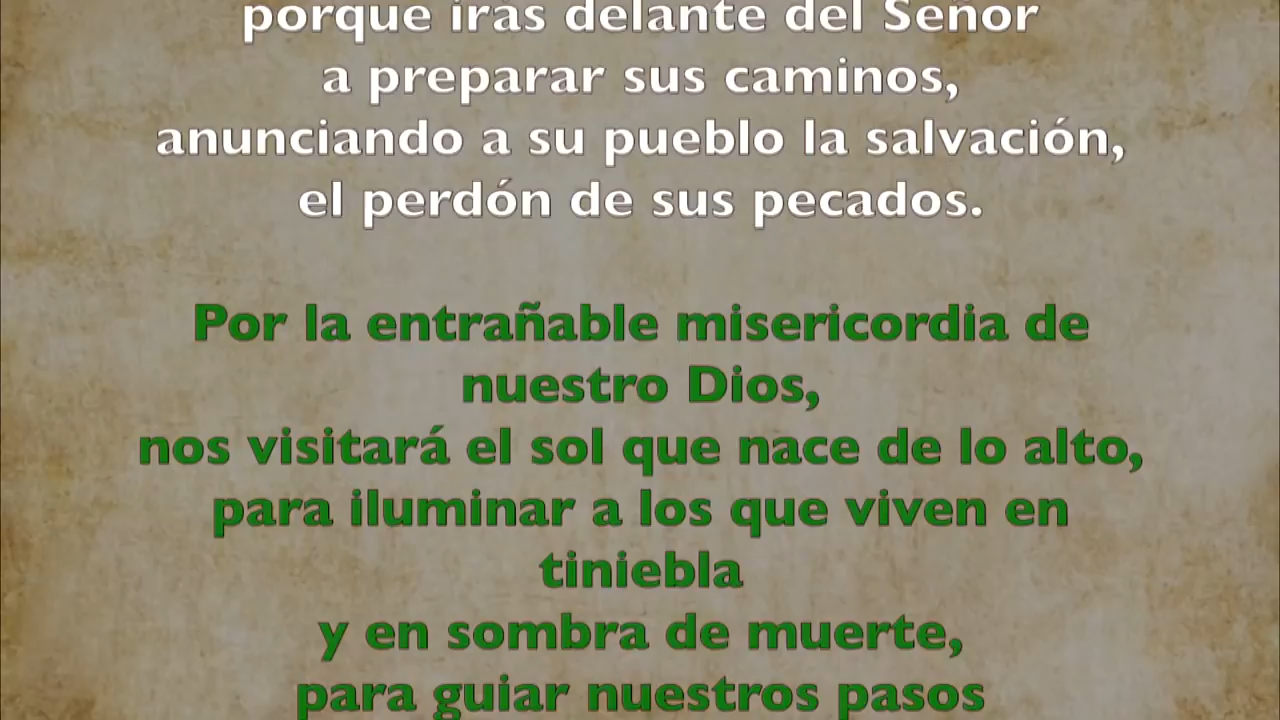 porque irás delante del Señor
a preparar sus caminos,
anunciando a su pueblo la salvación,
el perdón de sus pecados.
Por la entrañable misericordia de
nuestro Dios,
nos visitará el sol que nace de lo alto,
para iluminar a los que viven en
tiniebla
y en sombra de muerte,
para guiar nuestros pasos